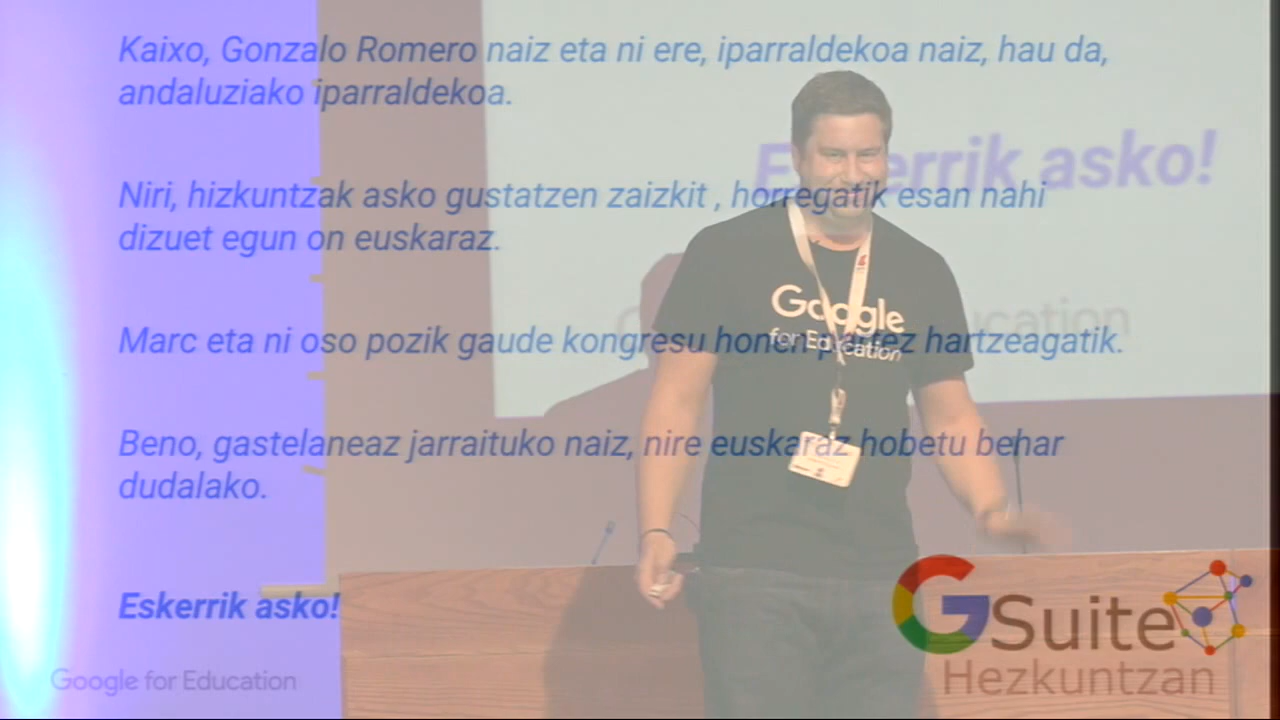 Kaixo, Gonzalo Romero naiz eta ni ere, iparraldekoa naiz, hau da,
andaluziako iparraldekoa.
Eskerrik asko!
Niri, hizkuntzak asko gustatzen zaizkit , horregatik esan nahi
dizuet egun on euskaraz.
Google
for Education
Education
Marc eta ni oso pozik gaude kongresu honen partez hartzeagatik.
Beno, gastelaneaz jarraituko naiz, nire euskaraz hobetu behar
dudalako.
Eskerrik asko!
Google for Education
GSuite
Hezkuntzan